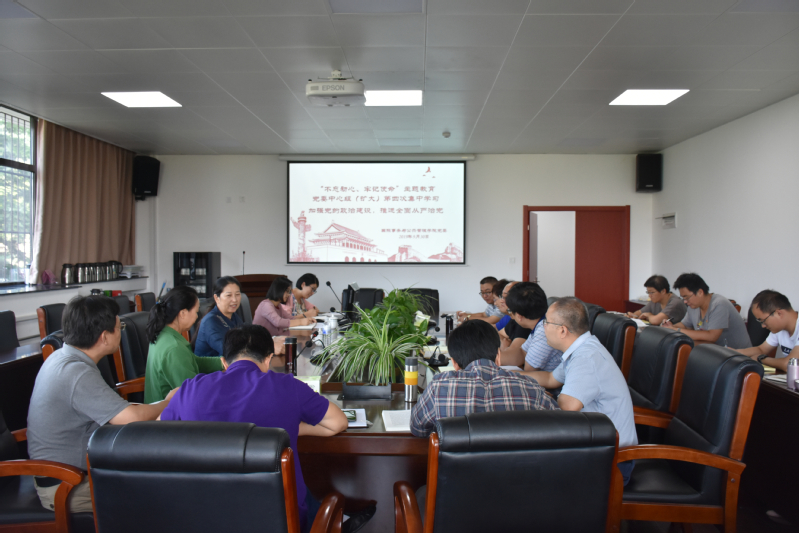 EPSON
"不忘初心、牢记使命"主题教育
党委中心组（扩大）第四次集中学习
加强党的政治建设，推进全面从严治党